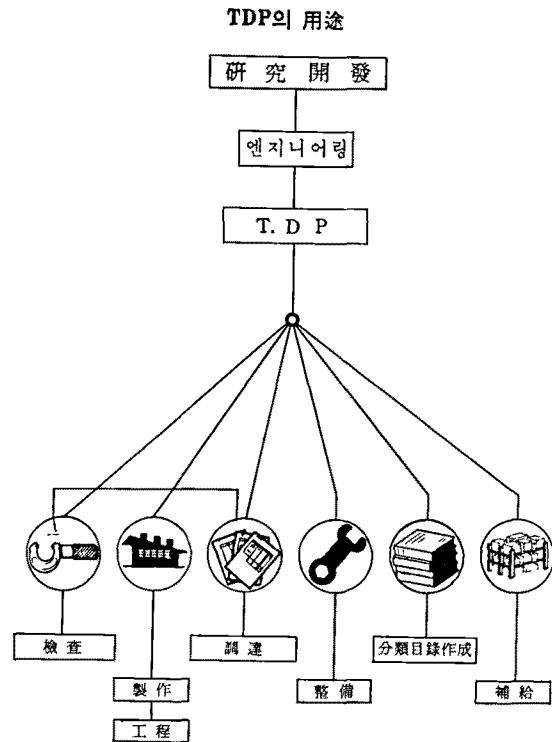 TDP의 用途
硏究開發
엔지니어링
T. D P
檢査
調達
分類目錄作成
製作
整備
補給
工程